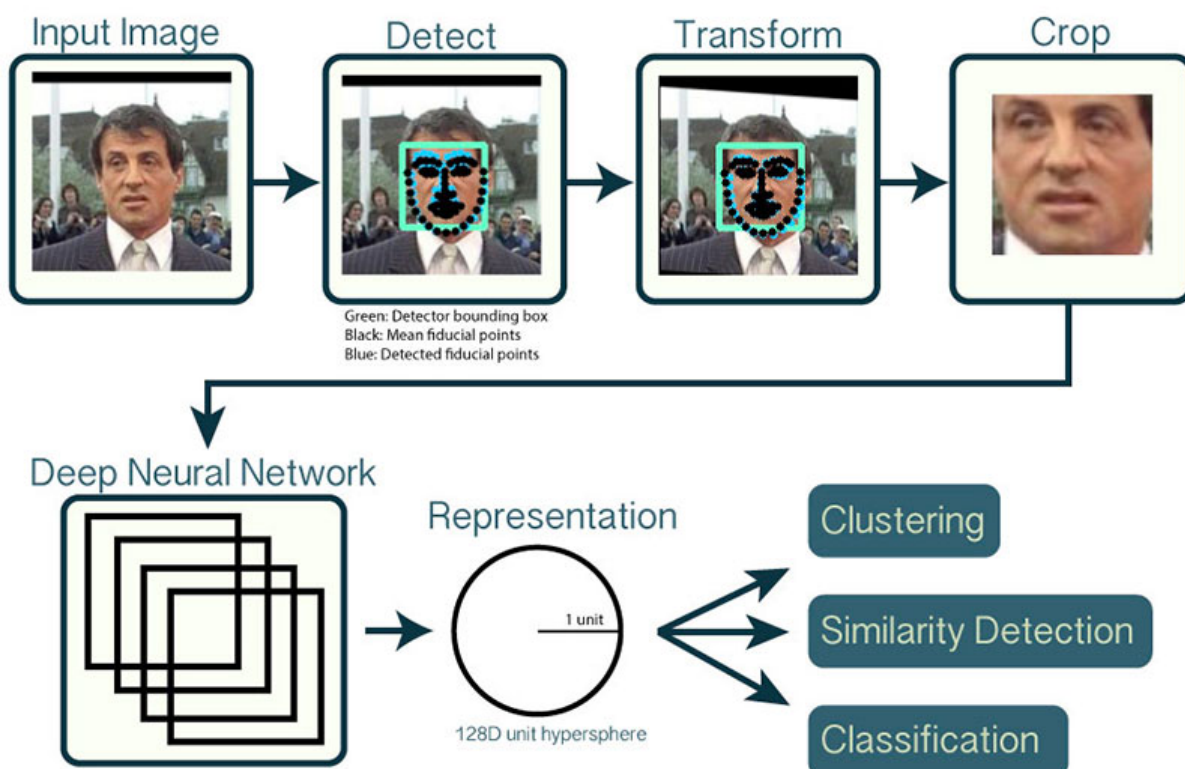 Input Image
Detect
Transform
Crop
Green: Detector bounding box
Black: Mean fiducial points
Blue: Detected fiducial points
Deep Neural Network
Representation
1 unit
128D unit hypersphere
Clustering
Similarity Detection
Classification